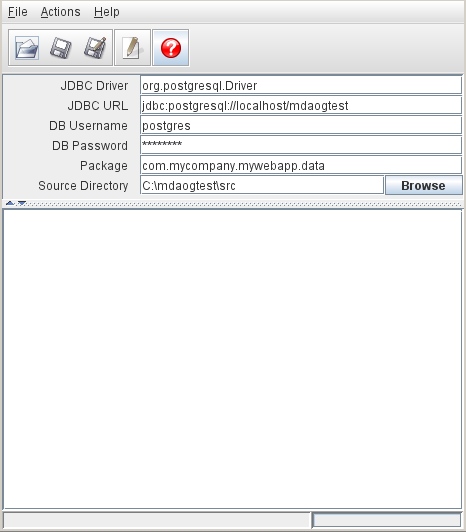 File Actions Help
JDBC Driver org.postgresql.Driver
JDBC URL jdbc:postgresql://localhost/mdaogtest
DB Username postgres
DB Password ********
Package com.mycompany.mywebapp.data
Source Directory C:\mdaogtest\src Browse